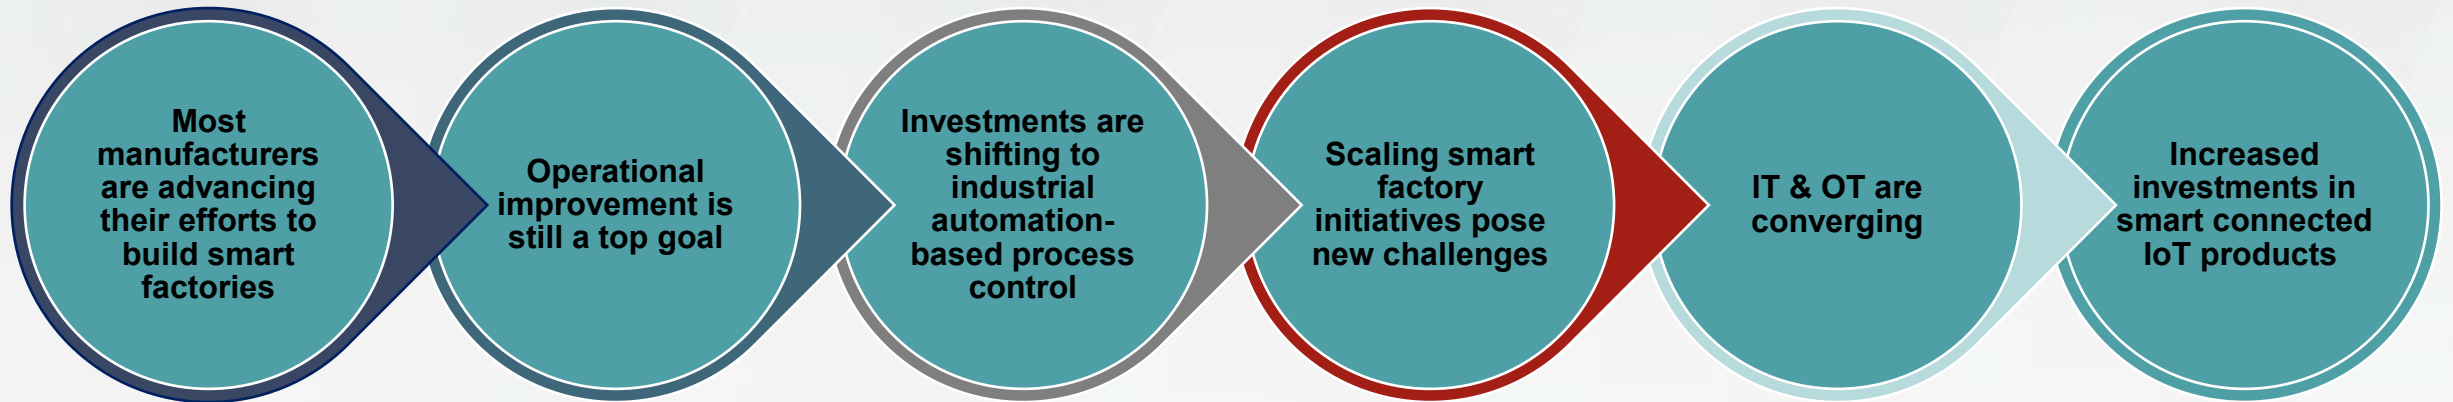 Most
manufacturers
are advancing
their efforts to
build smart
factories
Operational
improvement is
still a top goal
Investments are
shifting to
industrial
automation-
based process
control
Scaling smart
factory
initiatives pose
new challenges
IT & OT are
converging
Increased
investments in
smart connected
IoT products